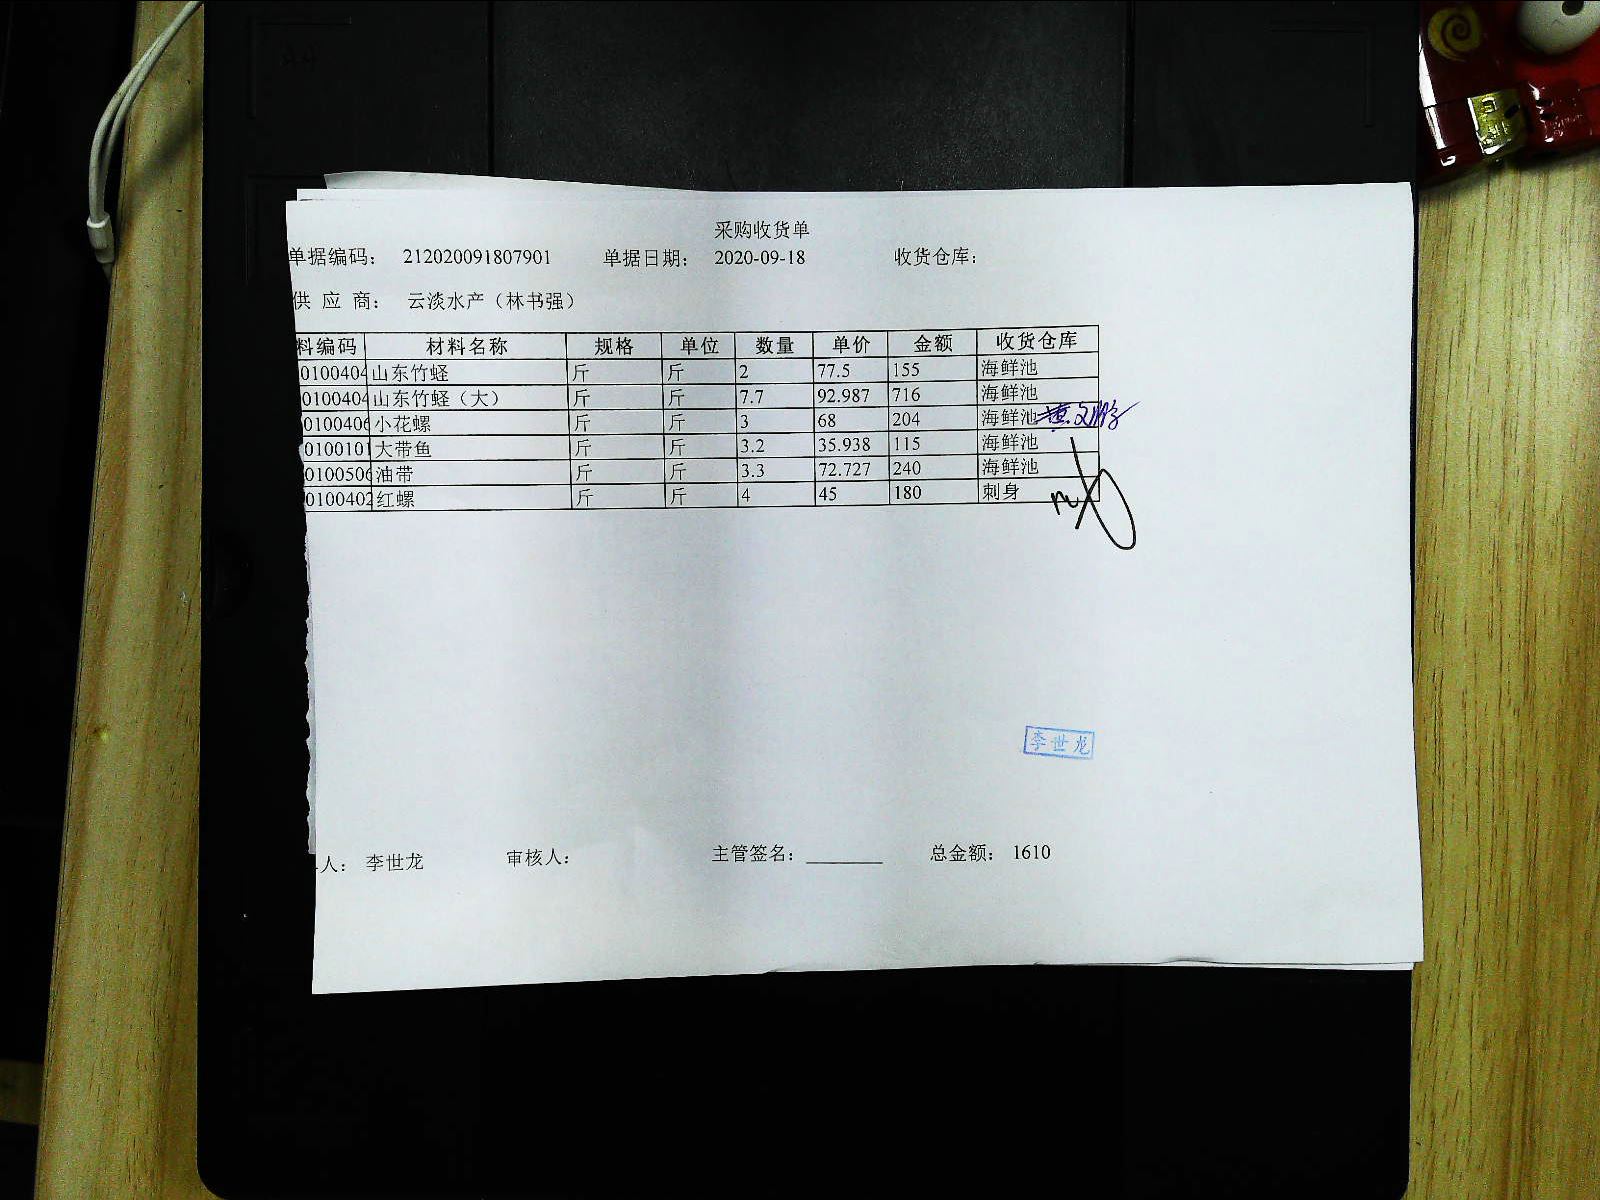 采购收货单
单据编码： 212020091807901 单据日期： 2020-09-18 收货仓库：
供 应 商： 云淡水产（林书强）
料编码 材料名称 规格 单位 数量 单价 金额 收货仓库
0100404 山东竹蛏 斤 斤 2 77.5 155 海鲜池
0100404 山东竹蛏（大） 斤 斤 7.7 92.987 716 海鲜池
0100406 小花螺 斤 斤 3 68 204 海鲜池
0100101 大带鱼 斤 斤 3.2 35.938 115 海鲜池
0100506 油带 斤 斤 3.3 72.727 240 海鲜池
0100402 红螺 斤 斤 4 45 180 刺身
李世龙
人： 李世龙 审核人： 主管签名：________ 总金额： 1610